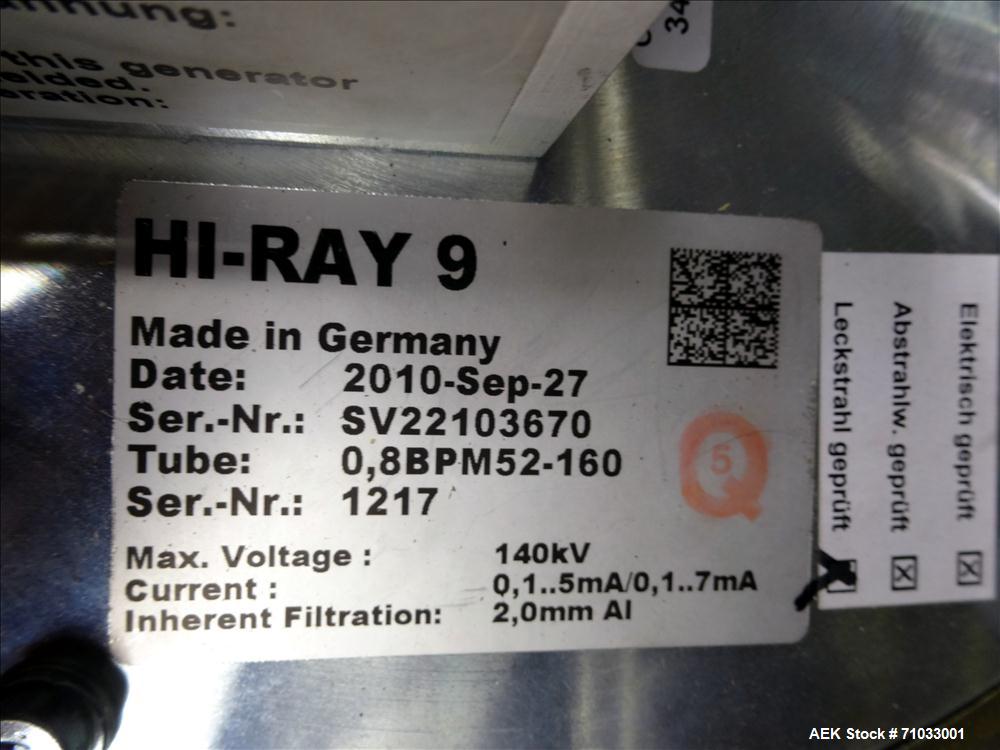 this generator
HI-RAY 9
Made in Germany
Date: 2010-Sep-27
Ser.-Nr.: SV22103670
Tube: 0,8BPM52-160
Ser.-Nr.: 1217
Max. Voltage : 140kV
Current : 0,1..5mA/0,1..7mA
Inherent Filtration: 2,0mm Al
Q 5
Elektrisch geprüft
Abstrahlw. geprüft
Leckstrahl geprüft
34
AEK Stock # 71033001